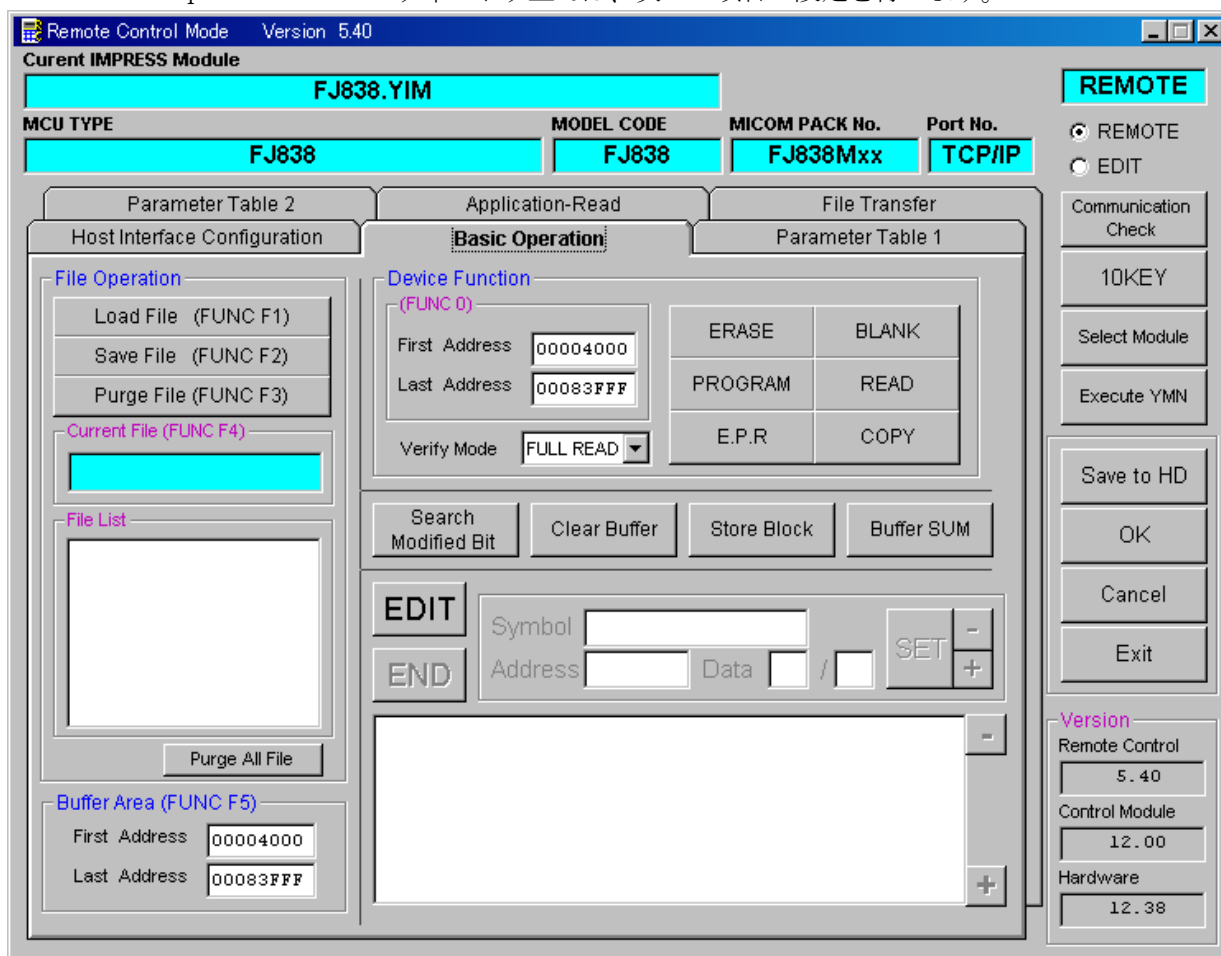 Remote Control Mode Version 5.40
Curent IMPRESS Module
FJ838.YIM
MCU TYPE
MODEL CODE
MICOM PACK No.
Port No.
FJ838
FJ838
FJ838Mxx
TCP/IP
REMOTE
REMOTE
EDIT
Parameter Table 2
Application-Read
File Transfer
Host Interface Configuration
Basic Operation
Parameter Table 1
File Operation
Load File (FUNC F1)
Save File (FUNC F2)
Purge File (FUNC F3)
Current File (FUNC F4)
File List
Purge All File
Buffer Area (FUNC F5)
First Address 00004000
Last Address 00083FFF
Device Function
(FUNC 0)
First Address 00004000
Last Address 00083FFF
Verify Mode FULL READ
ERASE
BLANK
PROGRAM
READ
E.P.R
COPY
Search Modified Bit
Clear Buffer
Store Block
Buffer SUM
EDIT
END
Symbol
Address
Data /
SET
-
+
-
+
Communication Check
10KEY
Select Module
Execute YMN
Save to HD
OK
Cancel
Exit
Version
Remote Control
5.40
Control Module
12.00
Hardware
12.38